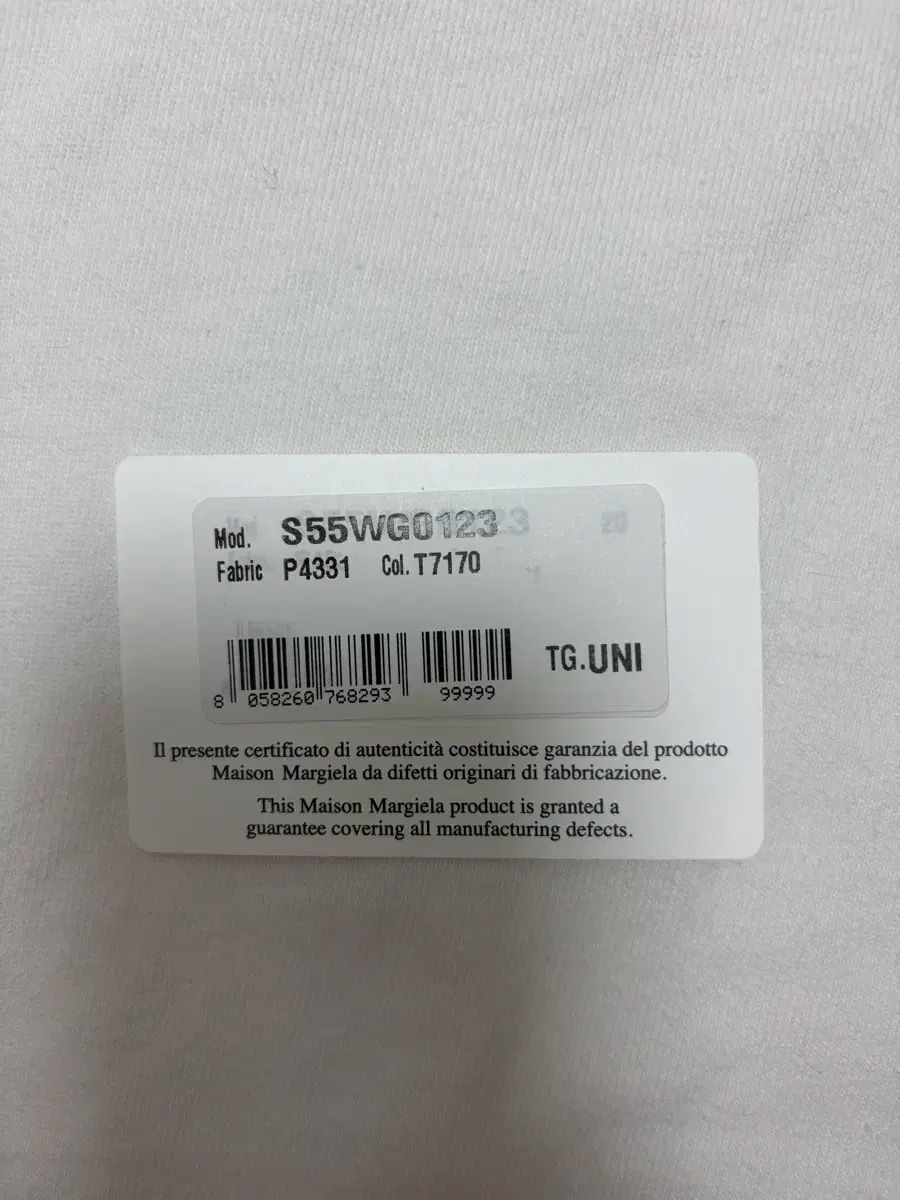 Mod. S55WG0123
Fabric P4331 Col. T7170
TG.UNI
8 058260 768293 99999
Il presente certificato di autenticità costituisce garanzia del prodotto
Maison Margiela da difetti originari di fabbricazione.
This Maison Margiela product is granted a
guarantee covering all manufacturing defects.